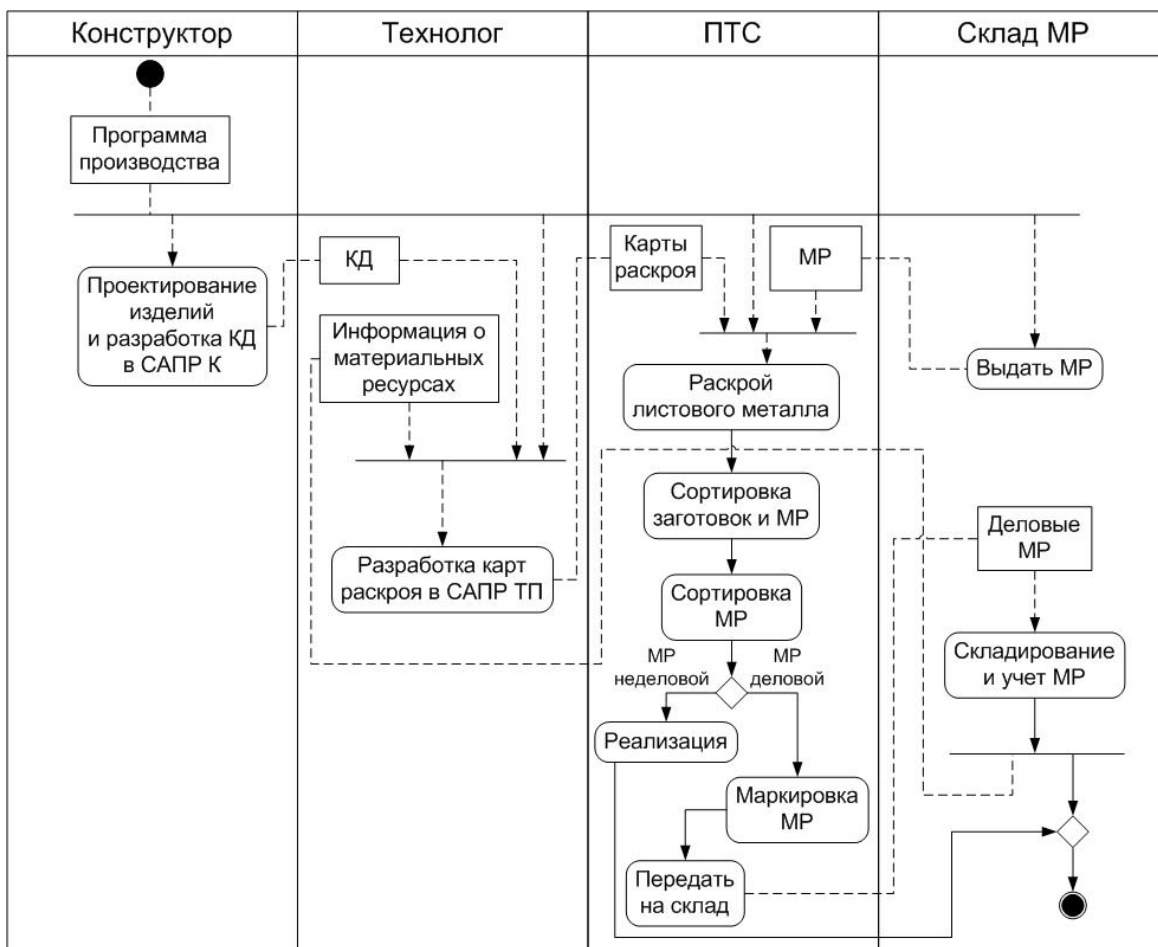 Конструктор
Технолог
ПТС
Склад МР
Программа
производства
Проектирование
изделий
и разработка КД
в САПР К
КД
Информация о
материальных
ресурсах
Разработка карт
раскроя в САПР ТП
Карты
раскроя
МР
Раскрой
листового металла
Сортировка
заготовок и МР
Сортировка
МР
МР
неделовой
МР
деловой
Реализация
Маркировка
МР
Передать
на склад
Выдать МР
Деловые
МР
Складирование
и учет МР